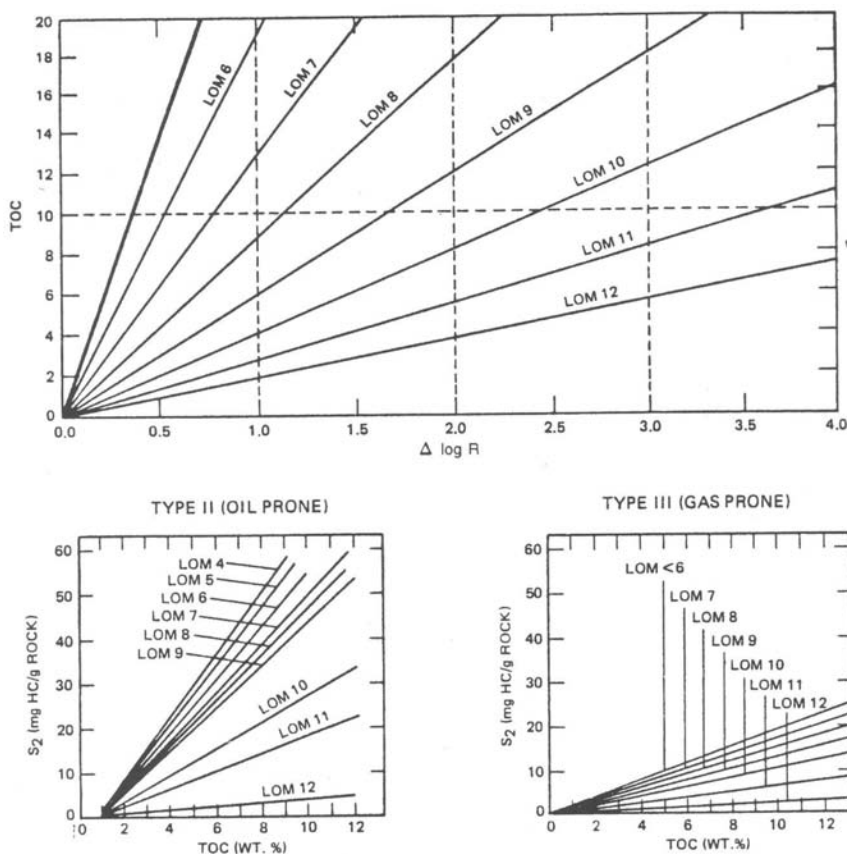 TOC
20
18
16
14
12
10
8
6
4
2
0
LOM 6
LOM 7
LOM 8
LOM 9
LOM 10
LOM 11
LOM 12
0.0 0.5 1.0 1.5 2.0 2.5 3.0 3.5 4.0
Δ log R
TYPE II (OIL PRONE)
S2 (mg HC/g ROCK)
60
50
40
30
20
10
0
LOM 4
LOM 5
LOM 6
LOM 7
LOM 8
LOM 9
LOM 10
LOM 11
LOM 12
0 2 4 6 8 10 12
TOC (WT. %)
TYPE III (GAS PRONE)
S2 (mg HC/g ROCK)
60
50
40
30
20
10
0
LOM <6
LOM 7
LOM 8
LOM 9
LOM 10
LOM 11
LOM 12
0 2 4 6 8 10 12
TOC (WT. %)